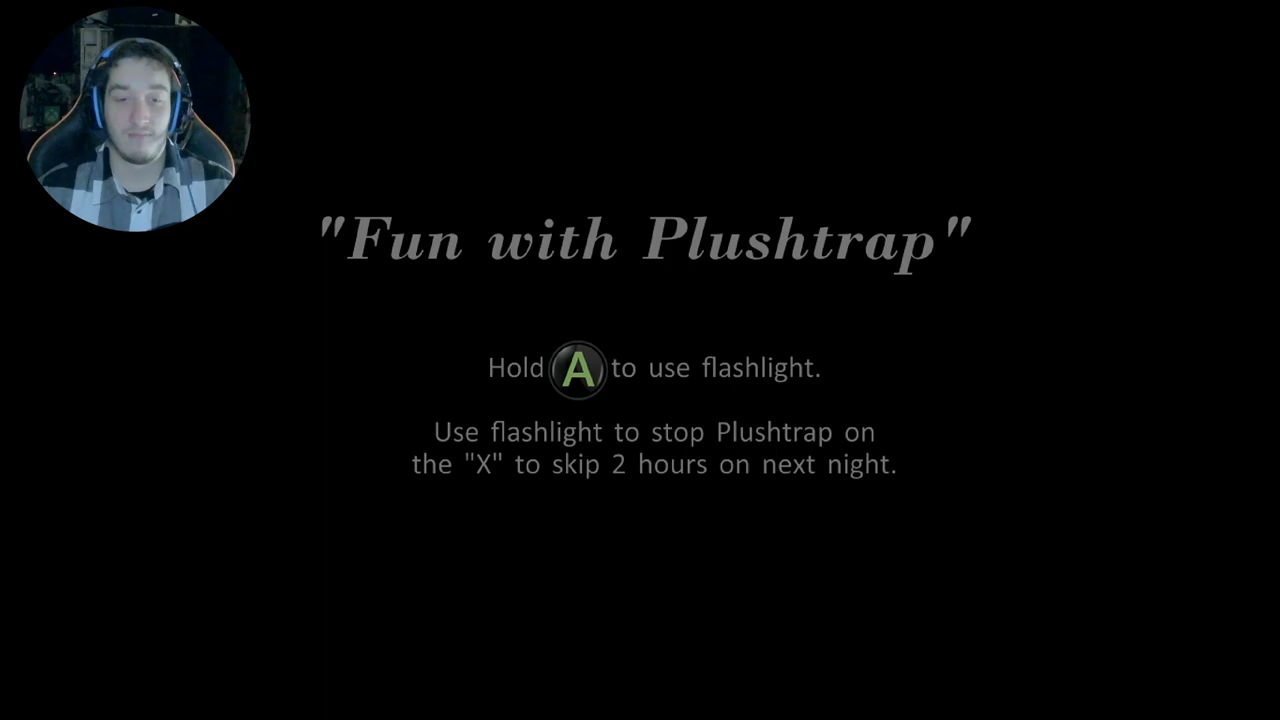 "Fun with Plushtrap"
Hold A to use flashlight.
Use flashlight to stop Plushtrap on
the "X" to skip 2 hours on next night.